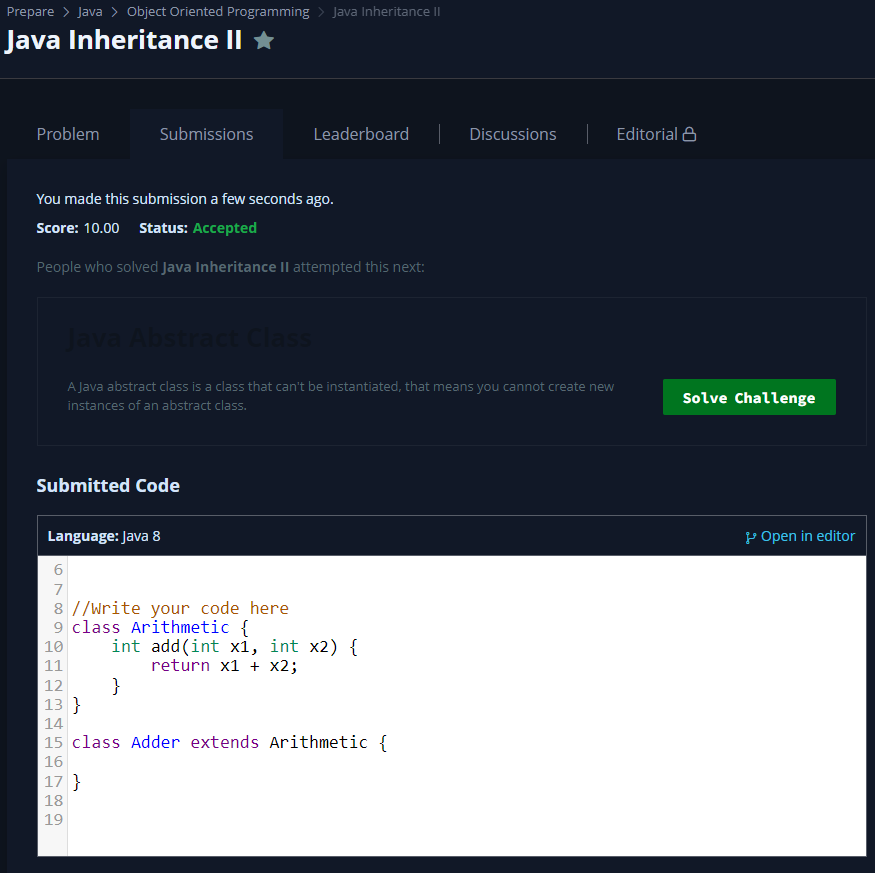 Prepare > Java > Object Oriented Programming > Java Inheritance II
Java Inheritance II
Problem Submissions Leaderboard Discussions Editorial
You made this submission a few seconds ago.
Score: 10.00 Status: Accepted
People who solved Java Inheritance II attempted this next:
Java Abstract Class
A Java abstract class is a class that can't be instantiated, that means you cannot create new
instances of an abstract class.
Solve Challenge
Submitted Code
Language: Java 8 Open in editor
6
7
8 //Write your code here
9 class Arithmetic {
10     int add(int x1, int x2) {
11         return x1 + x2;
12     }
13 }
14
15 class Adder extends Arithmetic {
16
17 }
18
19